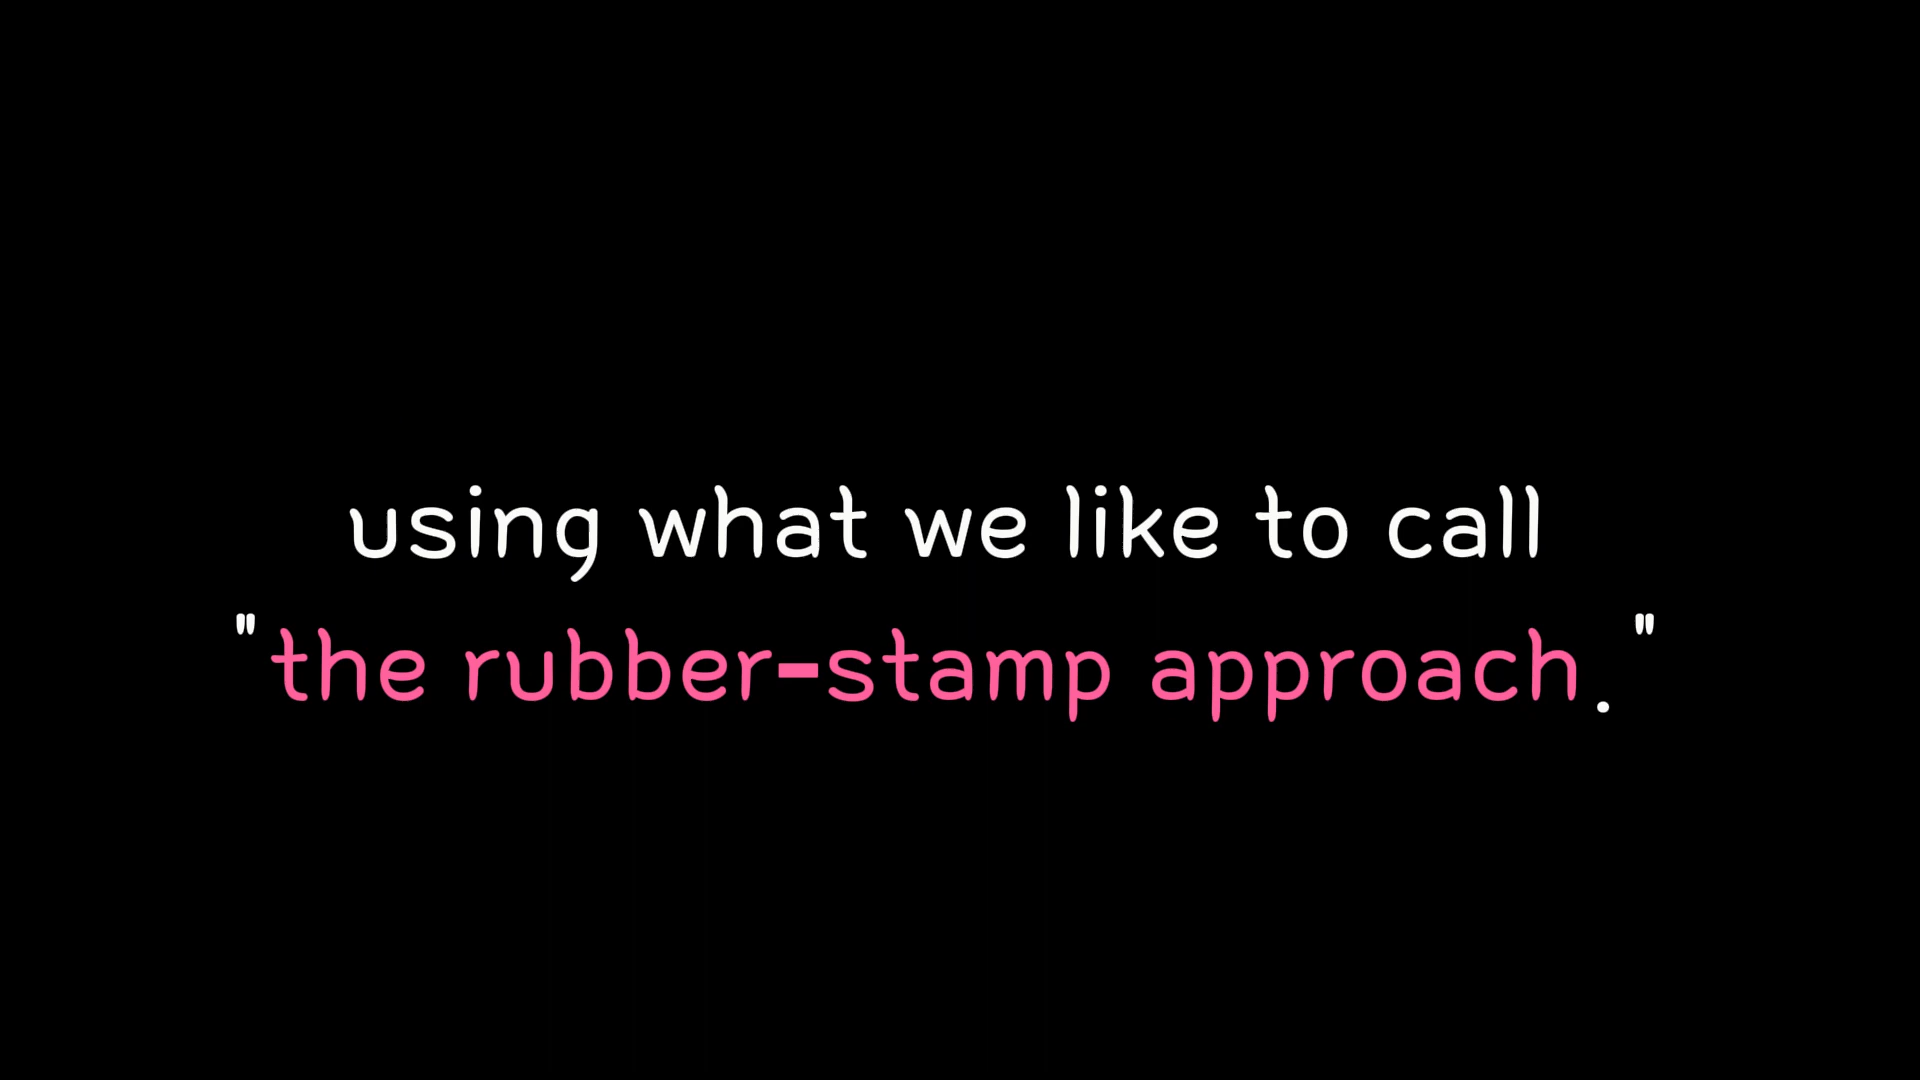 using what we like to call
"the rubber-stamp approach."